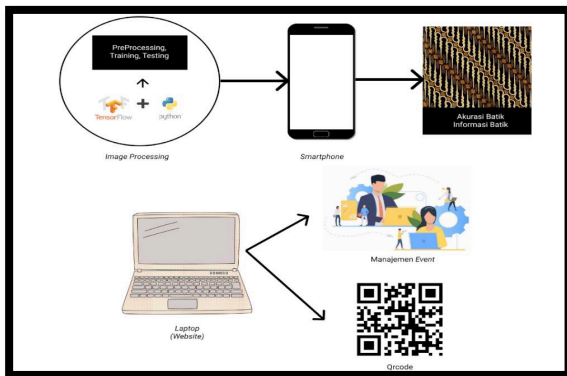 PreProcessing,
Training, Testing
TensorFlow
python
Image Processing
Smartphone
Akurasi Batik
Informasi Batik
Manajemen Event
Laptop
(Website)
Qrcode